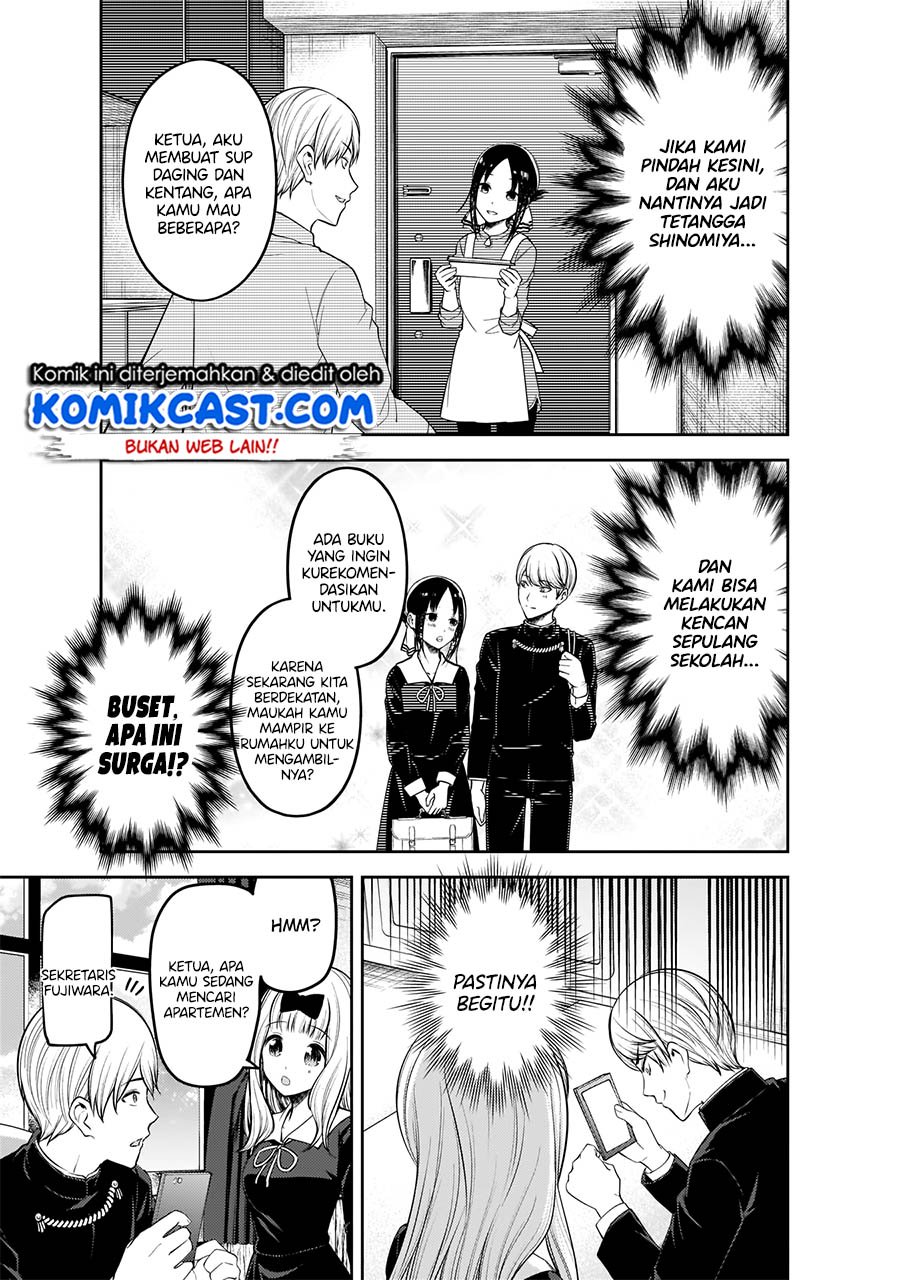 JIKA KAMI
PINDAH KESINI,
DAN AKU
NANTINYA JADI
TETANGGA
SHINOMIYA...
KETUA, AKU
MEMBUAT SUP
DAGING DAN
KENTANG, APA
KAMU MAU
BEBERAPA?
Komik ini diterjemahkan & diedit oleh
KOMIKCAST.COM
BUKAN WEB LAIN!!
DAN
KAMI BISA
MELAKUKAN
KENCAN
SEPULANG
SEKOLAH...
ADA BUKU
YANG INGIN
KUREKOMEN-
DASIKAN
UNTUKMU.
KARENA
SEKARANG KITA
BERDEKATAN,
MAUKAH KAMU
MAMPIR KE
RUMAHKU UNTUK
MENGAMBIL-
NYA?
BUSET,
APA INI
SURGA!?
PASTINYA
BEGITU!!
HMM?
KETUA, APA
KAMU SEDANG
MENCARI
APARTEMEN?
SEKRETARIS
FUJIWARA!